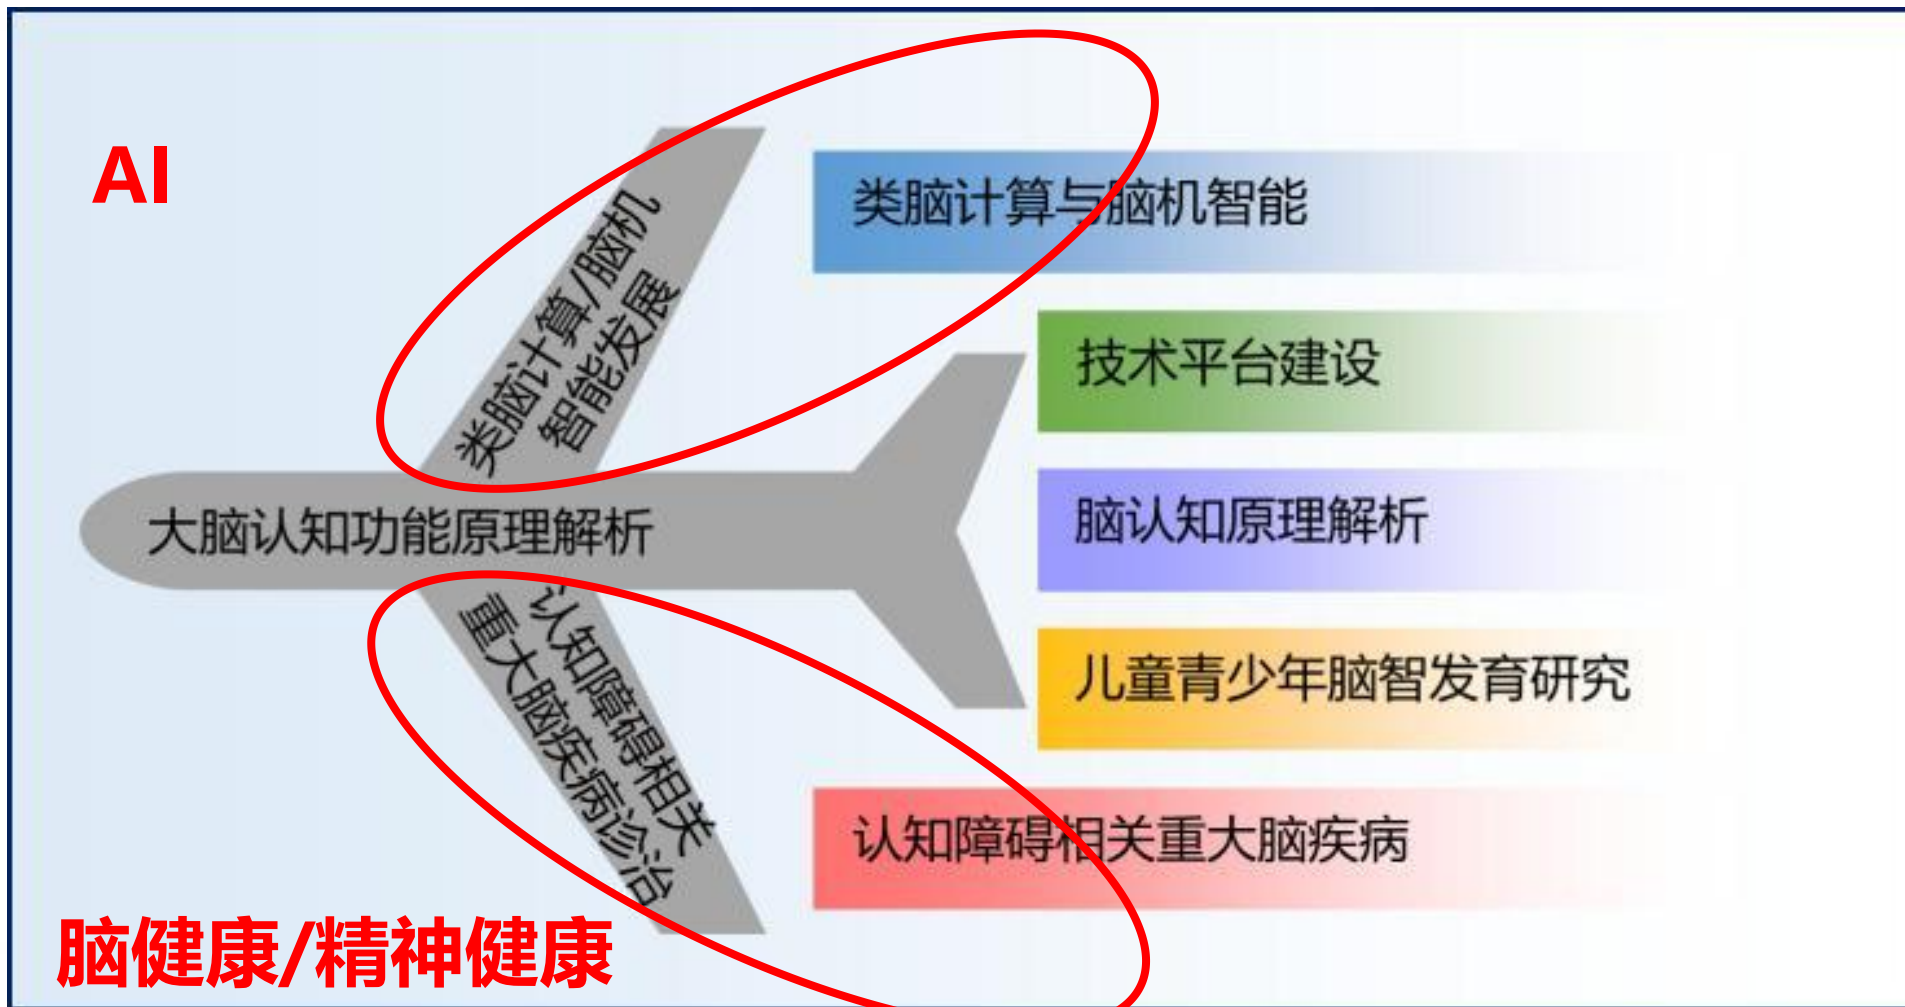 AI
类脑计算/脑机
智能发展
类脑计算与脑机智能
技术平台建设
大脑认知功能原理解析
脑认知原理解析
认知障碍相关
重大脑疾病诊治
儿童青少年脑智发育研究
认知障碍相关重大脑疾病
脑健康/精神健康